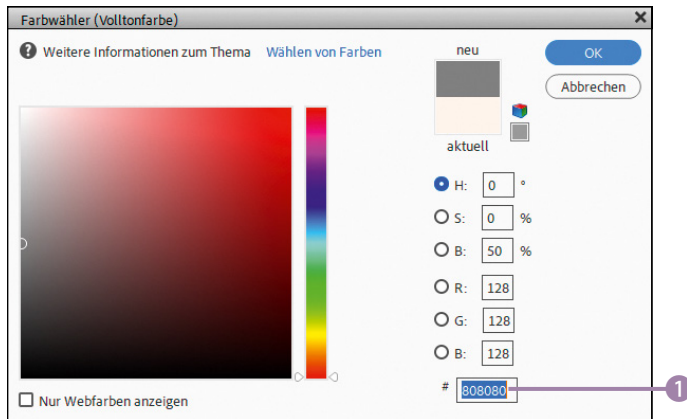 Farbwähler (Volltonfarbe)
Weitere Informationen zum Thema Wählen von Farben
neu
OK
Abbrechen
aktuell
H: 0 °
S: 0 %
B: 50 %
R: 128
G: 128
B: 128
# 808080
1
Nur Webfarben anzeigen